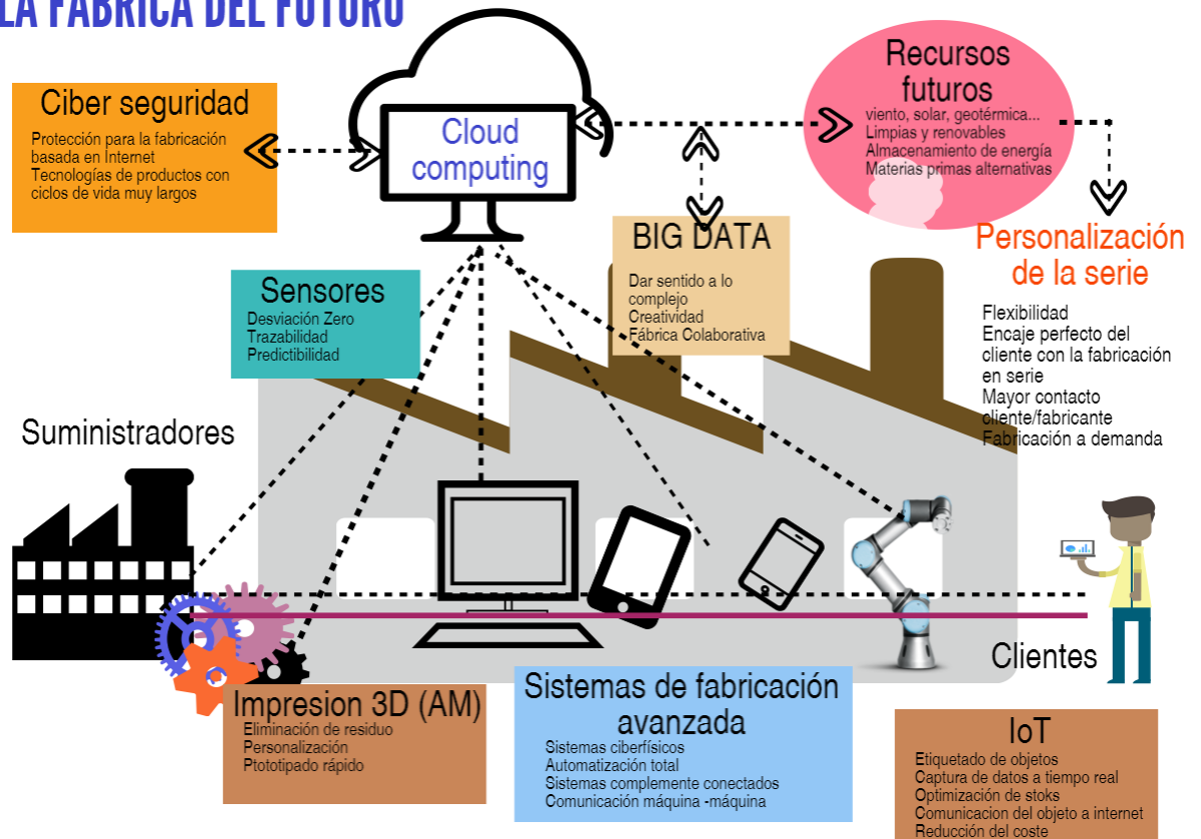 LA FÁBRICA DEL FUTURO
Ciber seguridad
Protección para la fabricación
basada en Internet
Tecnologías de productos con
ciclos de vida muy largos
Cloud
computing
Recursos
futuros
viento, solar, geotérmica...
Limpias y renovables
Almacenamiento de energía
Materias primas alternativas
BIG DATA
Dar sentido a lo
complejo
Creatividad
Fábrica Colaborativa
Personalización
de la serie
Flexibilidad
Encaje perfecto del
cliente con la fabricación
en serie
Mayor contacto
cliente/fabricante
Fabricación a demanda
Sensores
Desviación Zero
Trazabilidad
Predictibilidad
Suministradores
Clientes
Impresion 3D (AM)
Eliminación de residuo
Personalización
Ptototipado rápido
Sistemas de fabricación
avanzada
Sistemas ciberfísicos
Automatización total
Sistemas complemente conectados
Comunicación máquina -máquina
IoT
Etiquetado de objetos
Captura de datos a tiempo real
Optimización de stoks
Comunicacion del objeto a internet
Reducción del coste